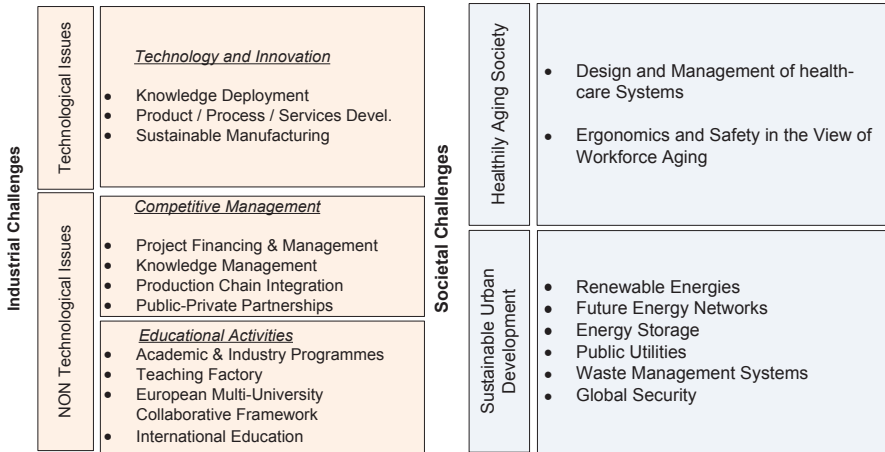 Industrial Challenges
Technological Issues
Technology and Innovation
● Knowledge Deployment
● Product / Process / Services Devel.
● Sustainable Manufacturing
NON Technological Issues
Competitive Management
● Project Financing & Management
● Knowledge Management
● Production Chain Integration
● Public-Private Partnerships
Educational Activities
● Academic & Industry Programmes
● Teaching Factory
● European Multi-University
Collaborative Framework
● International Education
Societal Challenges
Healthily Aging Society
● Design and Management of health-
care Systems
● Ergonomics and Safety in the View of
Workforce Aging
Sustainable Urban
Development
● Renewable Energies
● Future Energy Networks
● Energy Storage
● Public Utilities
● Waste Management Systems
● Global Security